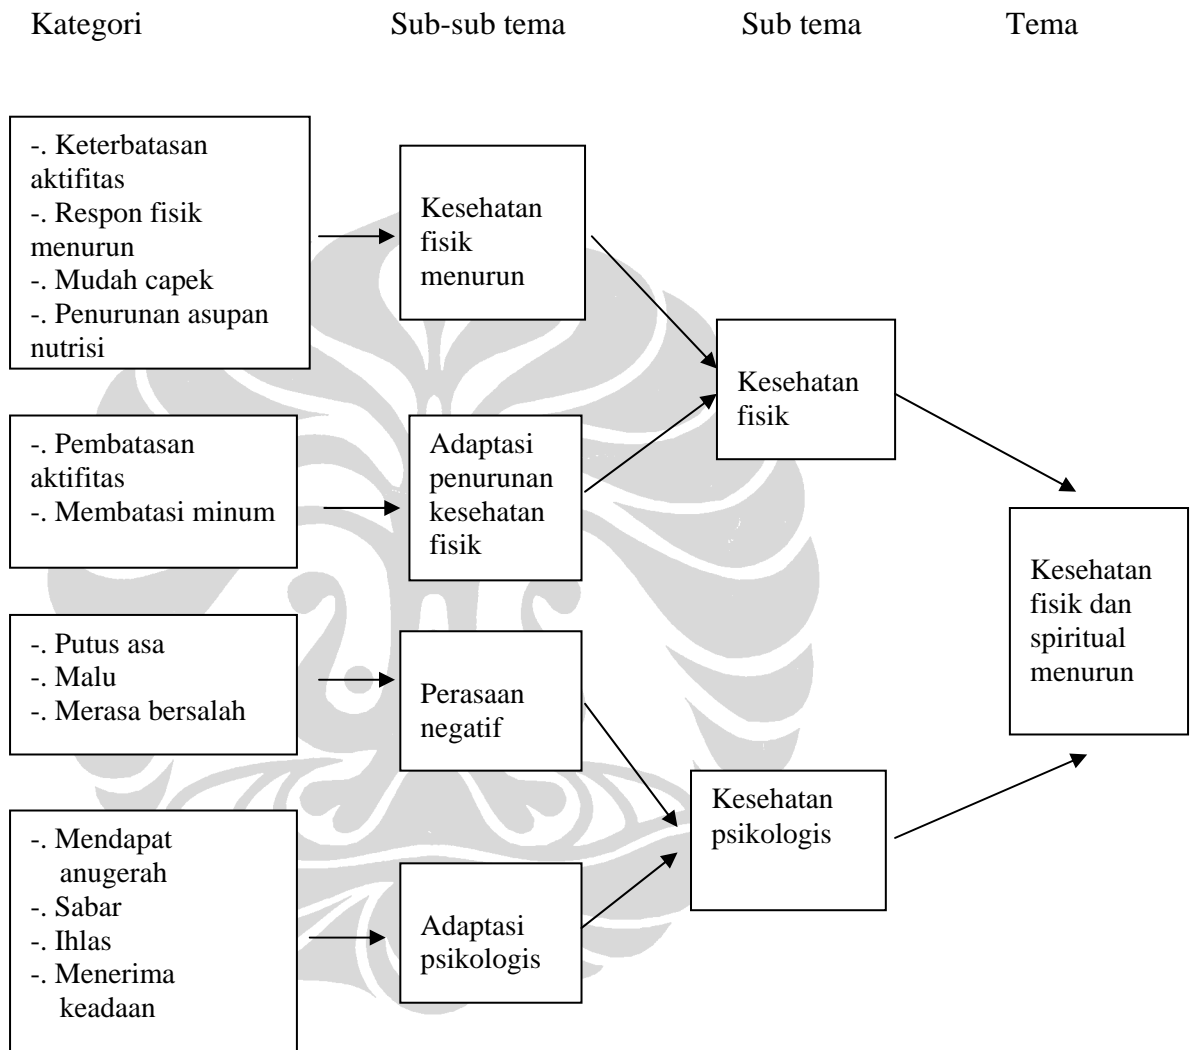 Kategori Sub-sub tema Sub tema Tema
-. Keterbatasan
aktifitas
-. Respon fisik
menurun
-. Mudah capek
-. Penurunan asupan
nutrisi
Kesehatan
fisik
menurun
Kesehatan
fisik
-. Pembatasan
aktifitas
-. Membatasi minum
Adaptasi
penurunan
kesehatan
fisik
Kesehatan
fisik dan
spiritual
menurun
-. Putus asa
-. Malu
-. Merasa bersalah
Perasaan
negatif
Kesehatan
psikologis
-. Mendapat
anugerah
-. Sabar
-. Ihlas
-. Menerima
keadaan
Adaptasi
psikologis